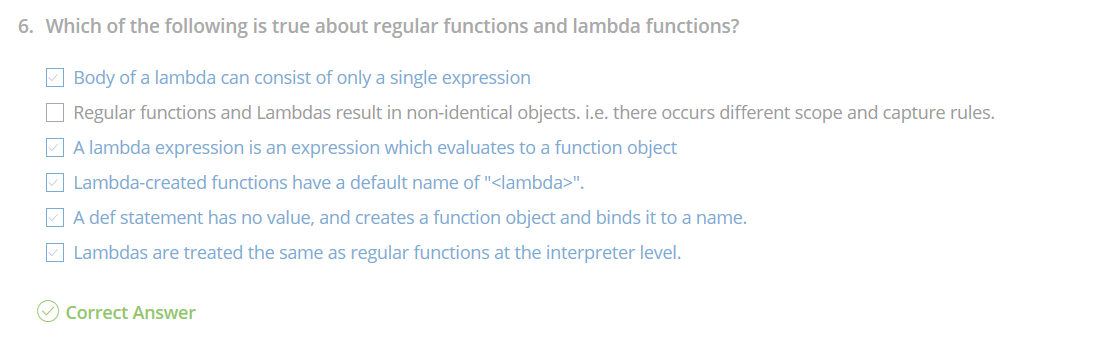 6. Which of the following is true about regular functions and lambda functions?
Body of a lambda can consist of only a single expression
Regular functions and Lambdas result in non-identical objects. i.e. there occurs different scope and capture rules.
A lambda expression is an expression which evaluates to a function object
Lambda-created functions have a default name of "<lambda>".
A def statement has no value, and creates a function object and binds it to a name.
Lambdas are treated the same as regular functions at the interpreter level.
Correct Answer